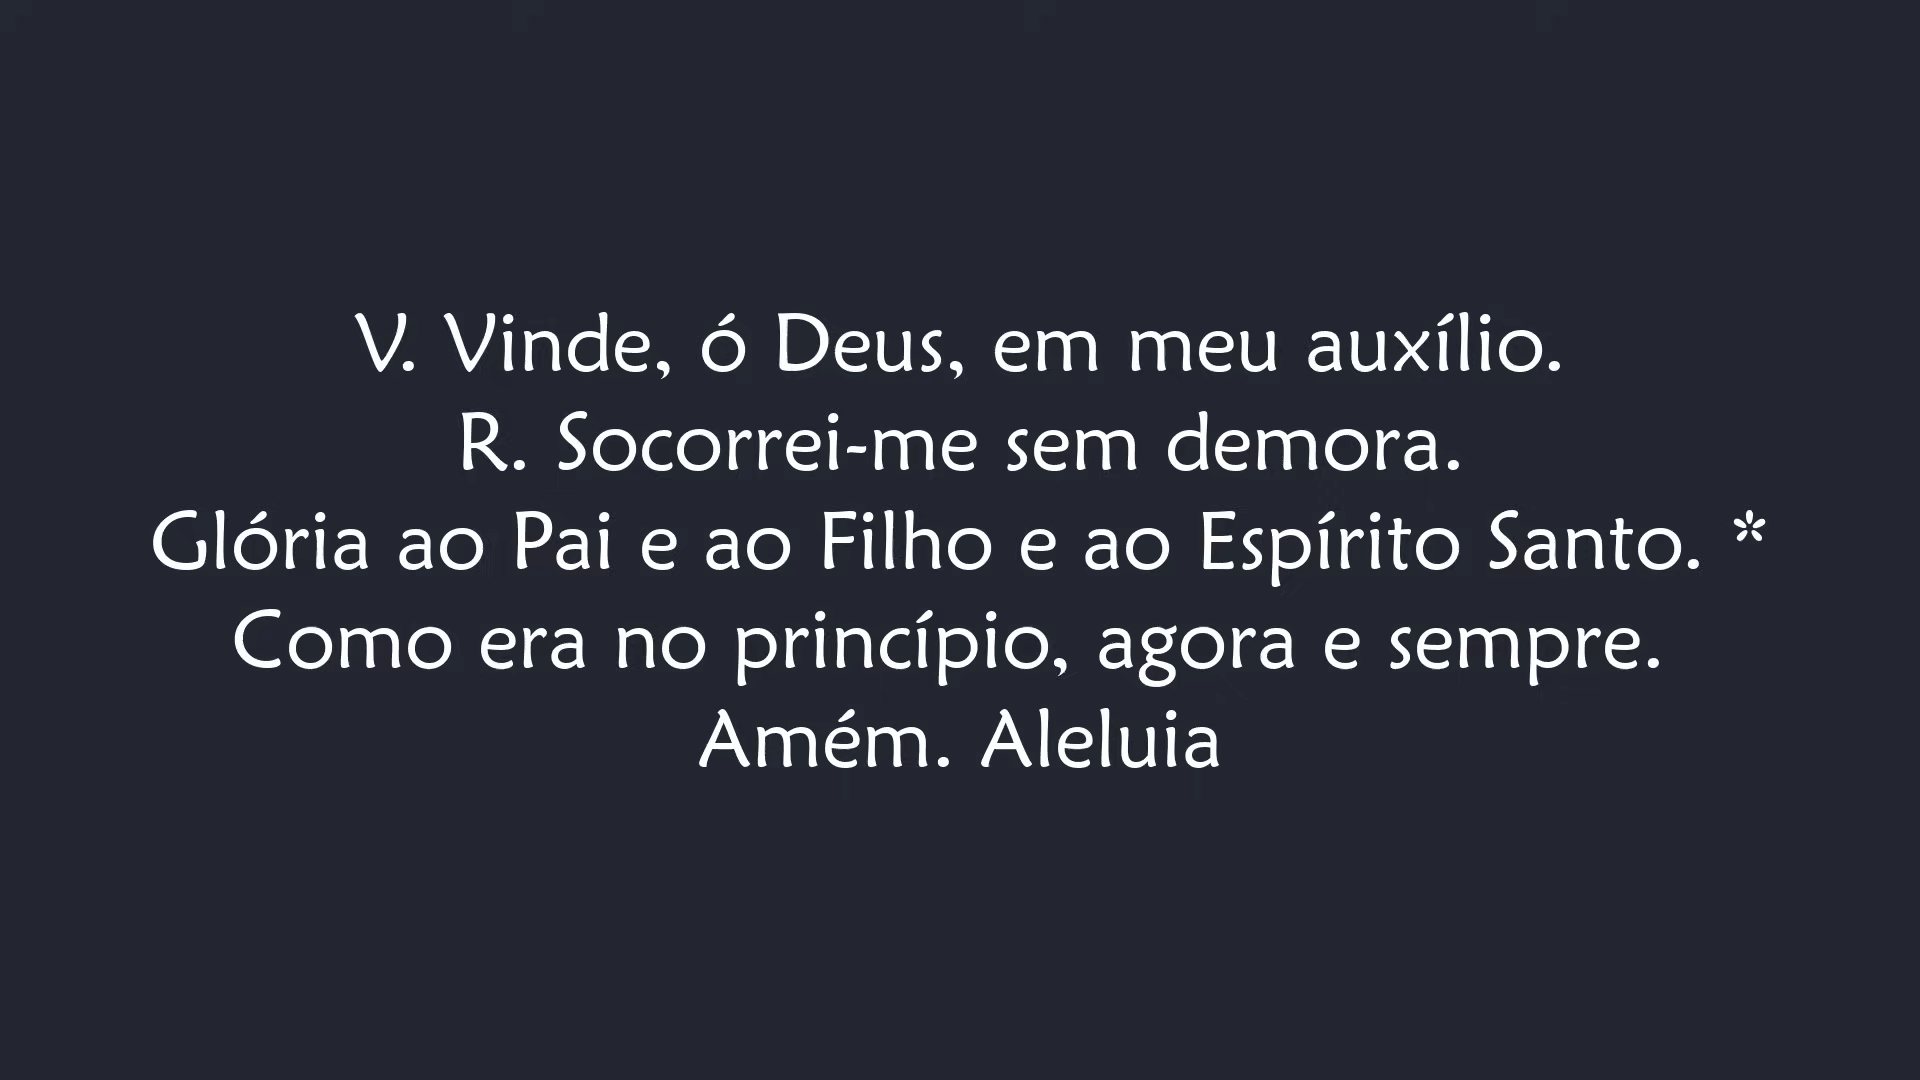 V. Vinde, ó Deus, em meu auxílio.
R. Socorrei-me sem demora.
Glória ao Pai e ao Filho e ao Espírito Santo. *
Como era no princípio, agora e sempre.
Amém. Aleluia